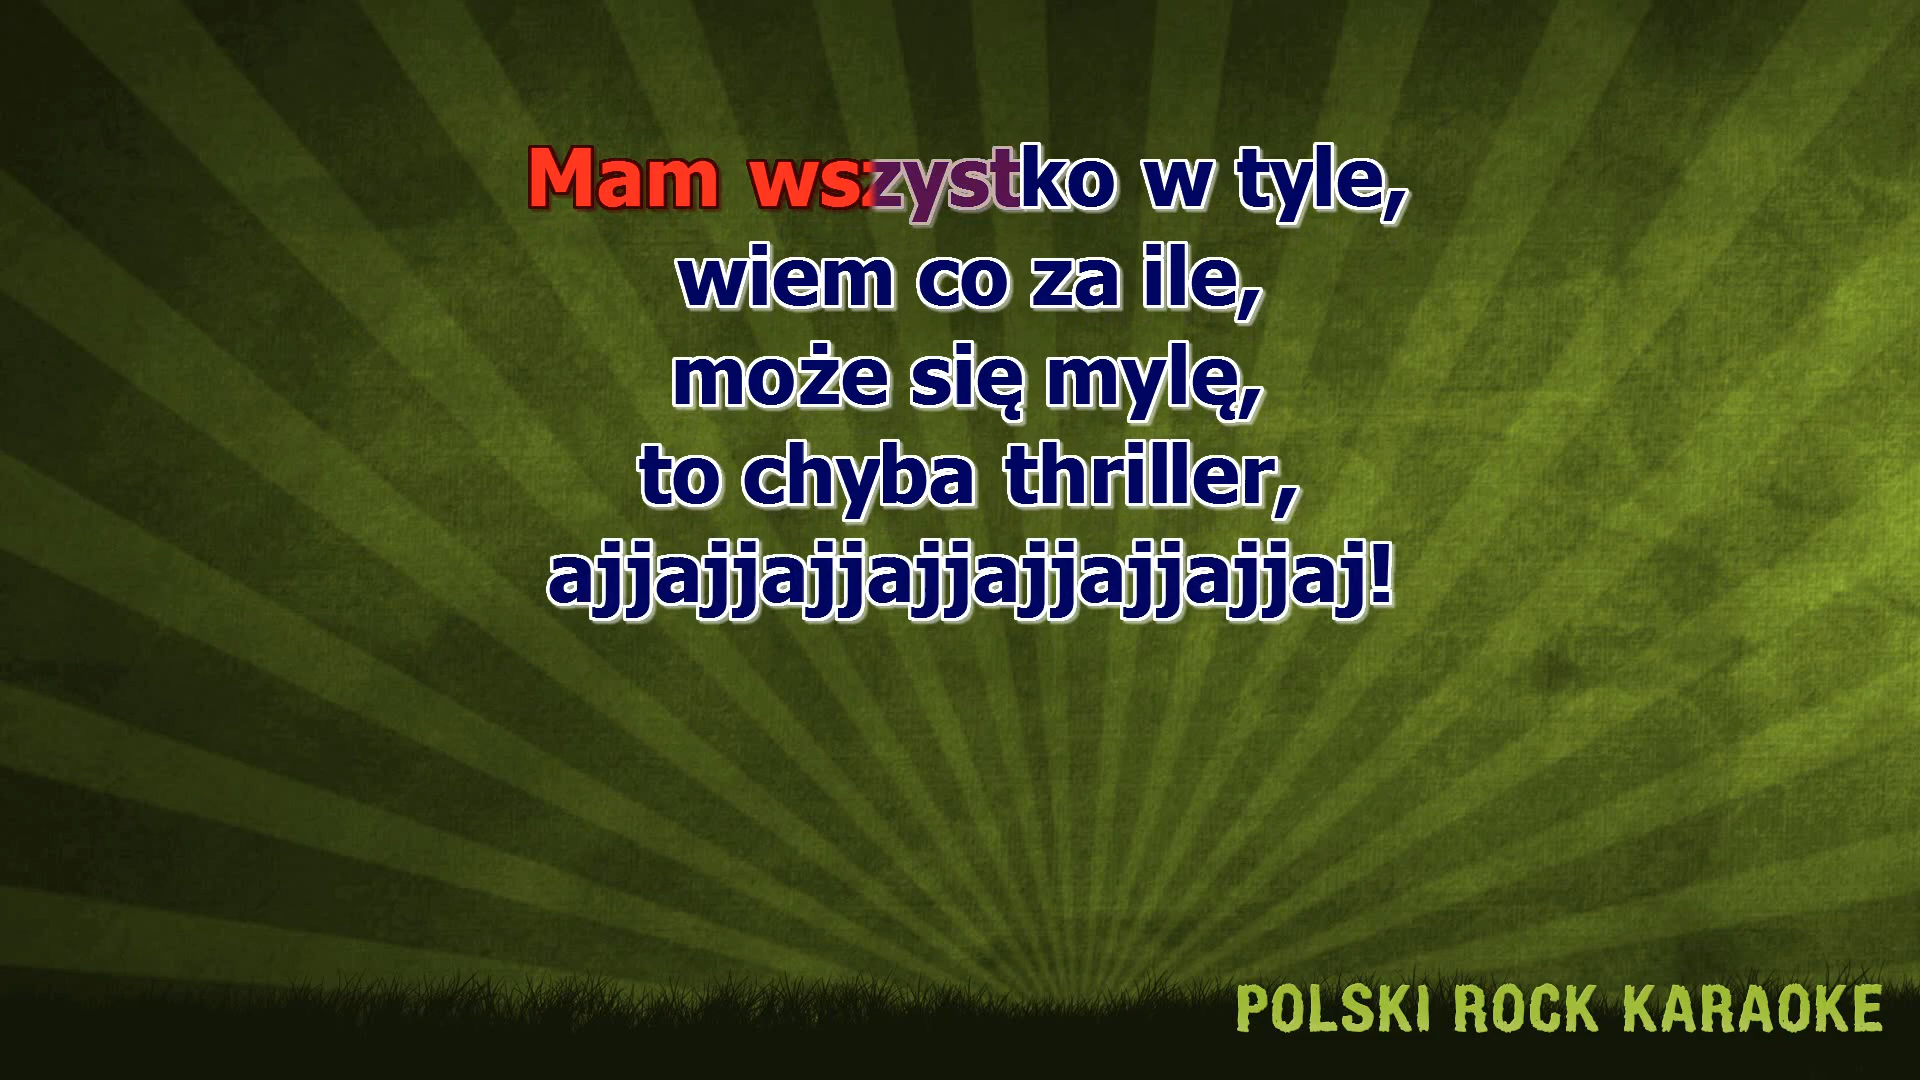 Mam wszystko w tyle,
wiem co za ile,
może się mylę,
to chyba thriller,
ajjajjajjajjajjajjajjaj!
POLSKI ROCK KARAOKE